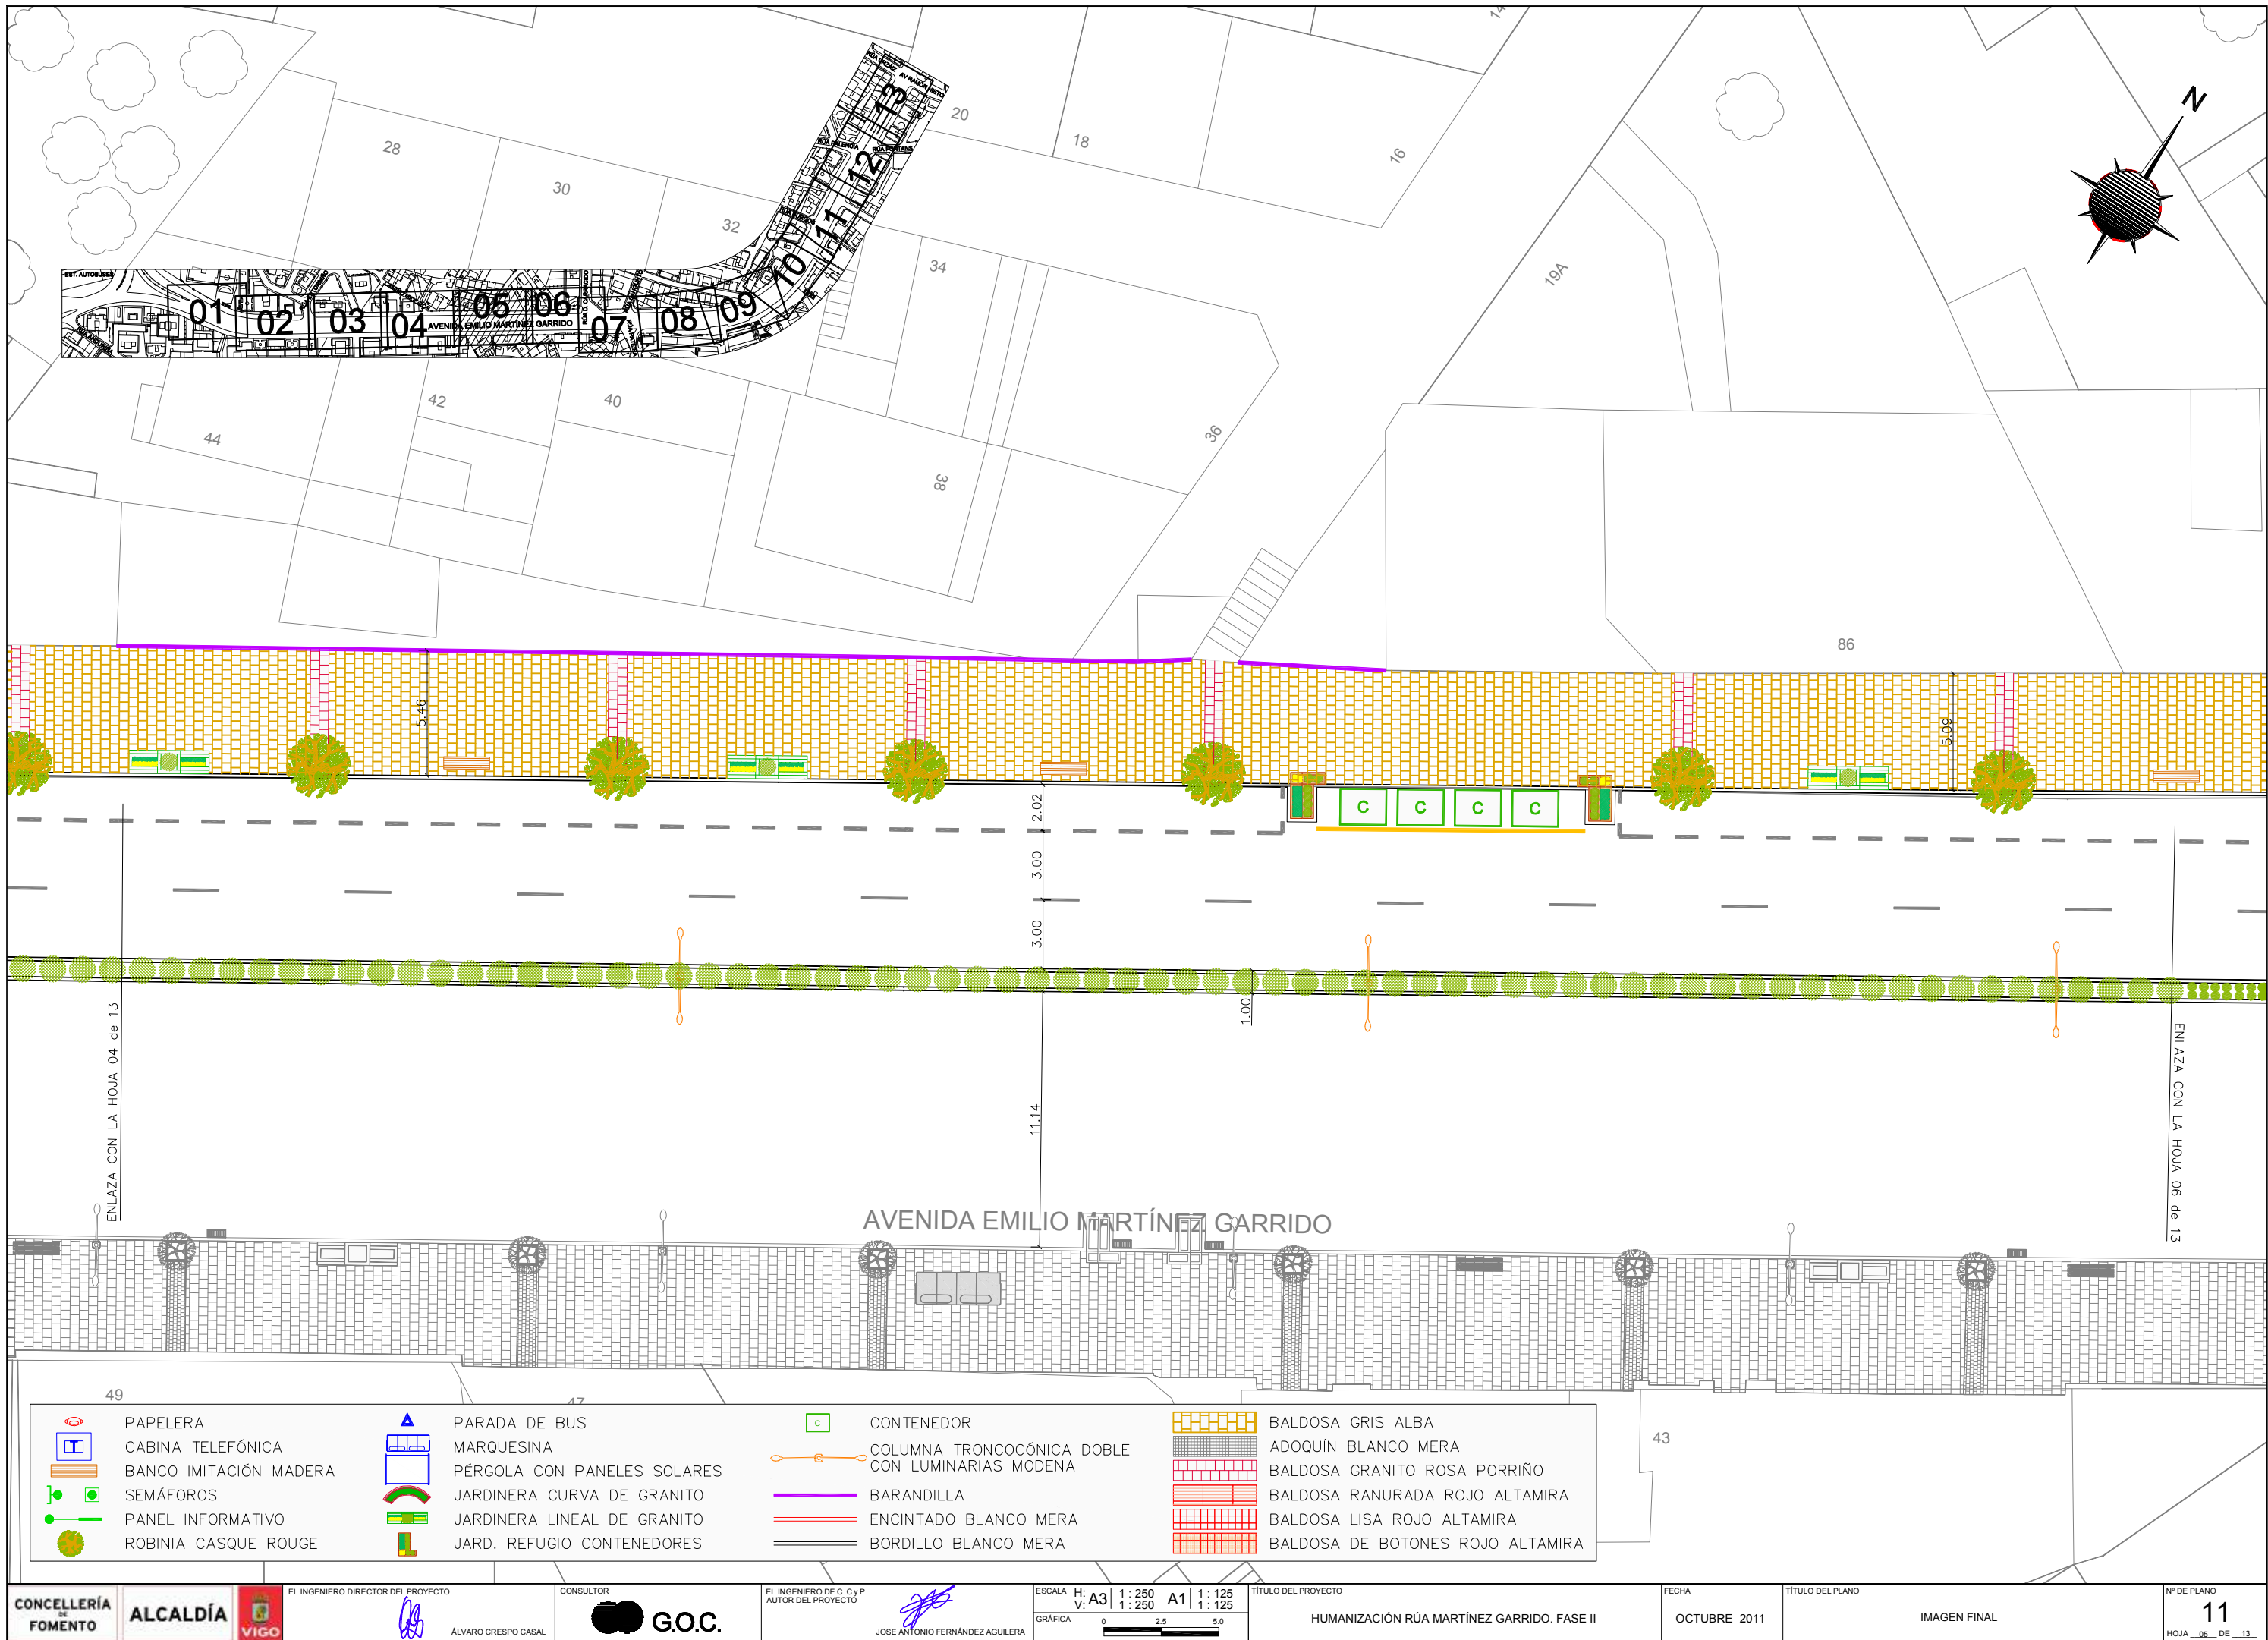 14
20
18
16
28
30
32
34
36
38
40
42
44
19A
86
N
EST. AUTOBUSES
01
02
03
04
05
06
07
08
09
10
11
12
13
AVENIDA EMILIO MARTÍNEZ GARRIDO
AV RAMÓN NIETO
RÚA PALENCIA
RÚA BURGOS
5.46
5.09
2.02
3.00
3.00
1.00
11.14
C
C
C
C
ENLAZA CON LA HOJA 04 de 13
ENLAZA CON LA HOJA 06 de 13
AVENIDA EMILIO MARTÍNEZ GARRIDO
49
47
43
PAPELERA
T CABINA TELEFÓNICA
BANCO IMITACIÓN MADERA
SEMÁFOROS
PANEL INFORMATIVO
ROBINIA CASQUE ROUGE
PARADA DE BUS
MARQUESINA
PÉRGOLA CON PANELES SOLARES
JARDINERA CURVA DE GRANITO
JARDINERA LINEAL DE GRANITO
JARD. REFUGIO CONTENEDORES
C CONTENEDOR
COLUMNA TRONCOCÓNICA DOBLE
CON LUMINARIAS MODENA
BARANDILLA
ENCINTADO BLANCO MERA
BORDILLO BLANCO MERA
BALDOSA GRIS ALBA
ADOQUÍN BLANCO MERA
BALDOSA GRANITO ROSA PORRIÑO
BALDOSA RANURADA ROJO ALTAMIRA
BALDOSA LISA ROJO ALTAMIRA
BALDOSA DE BOTONES ROJO ALTAMIRA
CONCELLERÍA
DE
FOMENTO
ALCALDÍA
VIGO
EL INGENIERO DIRECTOR DEL PROYECTO
ÁLVARO CRESPO CASAL
CONSULTOR
G.O.C.
EL INGENIERO DE C. C y P
AUTOR DEL PROYECTO
JOSE ANTONIO FERNÁNDEZ AGUILERA
ESCALA H: A3 1 : 250 A1 1 : 125
V: 1 : 250 1 : 125
GRÁFICA 0 2.5 5.0
TÍTULO DEL PROYECTO
HUMANIZACIÓN RÚA MARTÍNEZ GARRIDO. FASE II
FECHA
OCTUBRE 2011
TÍTULO DEL PLANO
IMAGEN FINAL
Nº DE PLANO
11
HOJA 05 DE 13